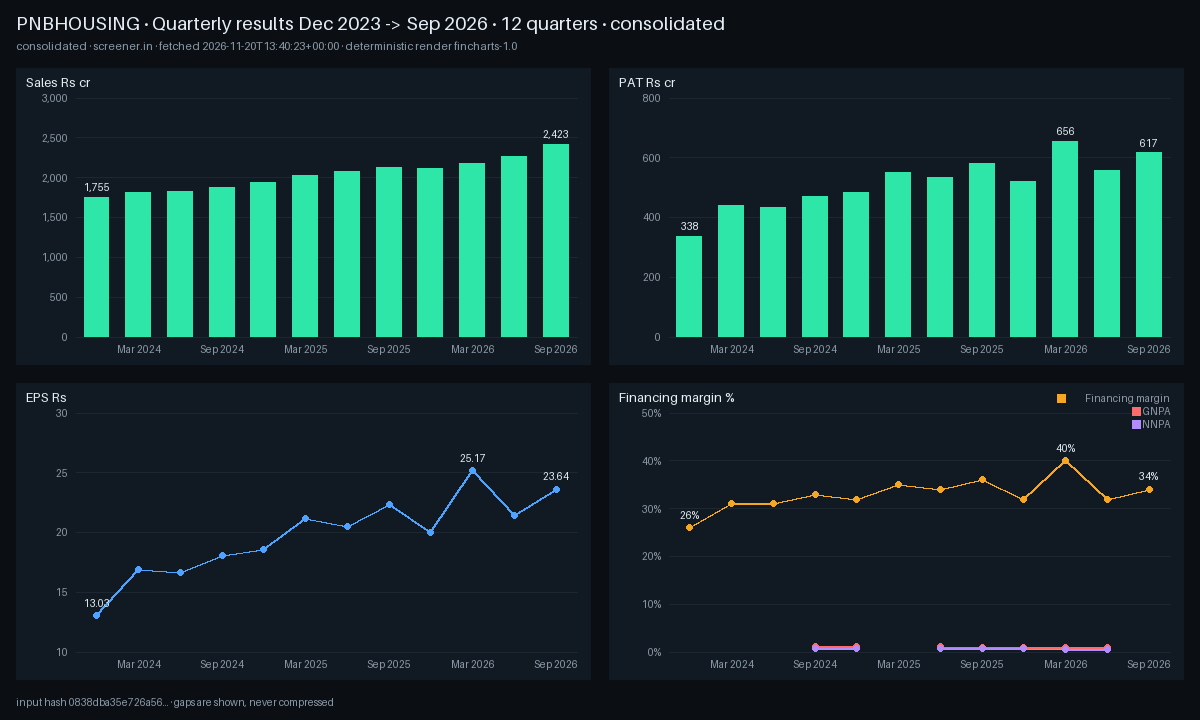 PNBHOUSING · Quarterly results Dec 2023 -> Sep 2026 · 12 quarters · consolidated
consolidated · screener.in · fetched 2026-11-20T13:40:23+00:00 · deterministic render fincharts-1.0
Sales Rs cr
3,000
2,500
2,000
1,500
1,000
500
0
1,755
2,423
Mar 2024
Sep 2024
Mar 2025
Sep 2025
Mar 2026
Sep 2026
PAT Rs cr
800
600
400
200
0
338
656
617
Mar 2024
Sep 2024
Mar 2025
Sep 2025
Mar 2026
Sep 2026
EPS Rs
30
25
20
15
10
13.03
25.17
23.64
Mar 2024
Sep 2024
Mar 2025
Sep 2025
Mar 2026
Sep 2026
Financing margin %
Financing margin
GNPA
NNPA
50%
40%
30%
20%
10%
0%
26%
40%
34%
Mar 2024
Sep 2024
Mar 2025
Sep 2025
Mar 2026
Sep 2026
input hash 0838dba35e726a56… · gaps are shown, never compressed